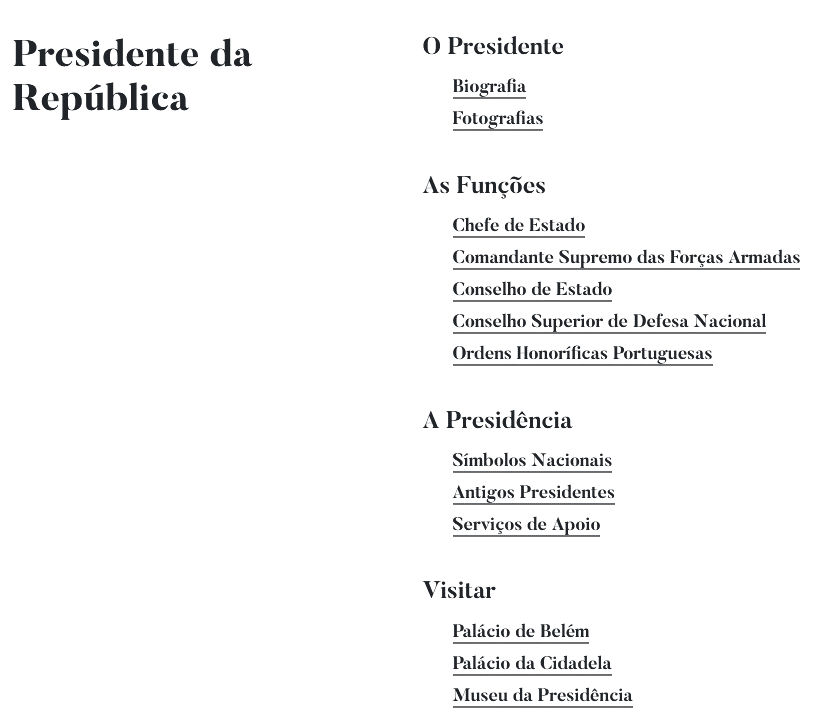 Presidente da
República
O Presidente
Biografia
Fotografias
As Funções
Chefe de Estado
Comandante Supremo das Forças Armadas
Conselho de Estado
Conselho Superior de Defesa Nacional
Ordens Honoríficas Portuguesas
A Presidência
Símbolos Nacionais
Antigos Presidentes
Serviços de Apoio
Visitar
Palácio de Belém
Palácio da Cidadela
Museu da Presidência